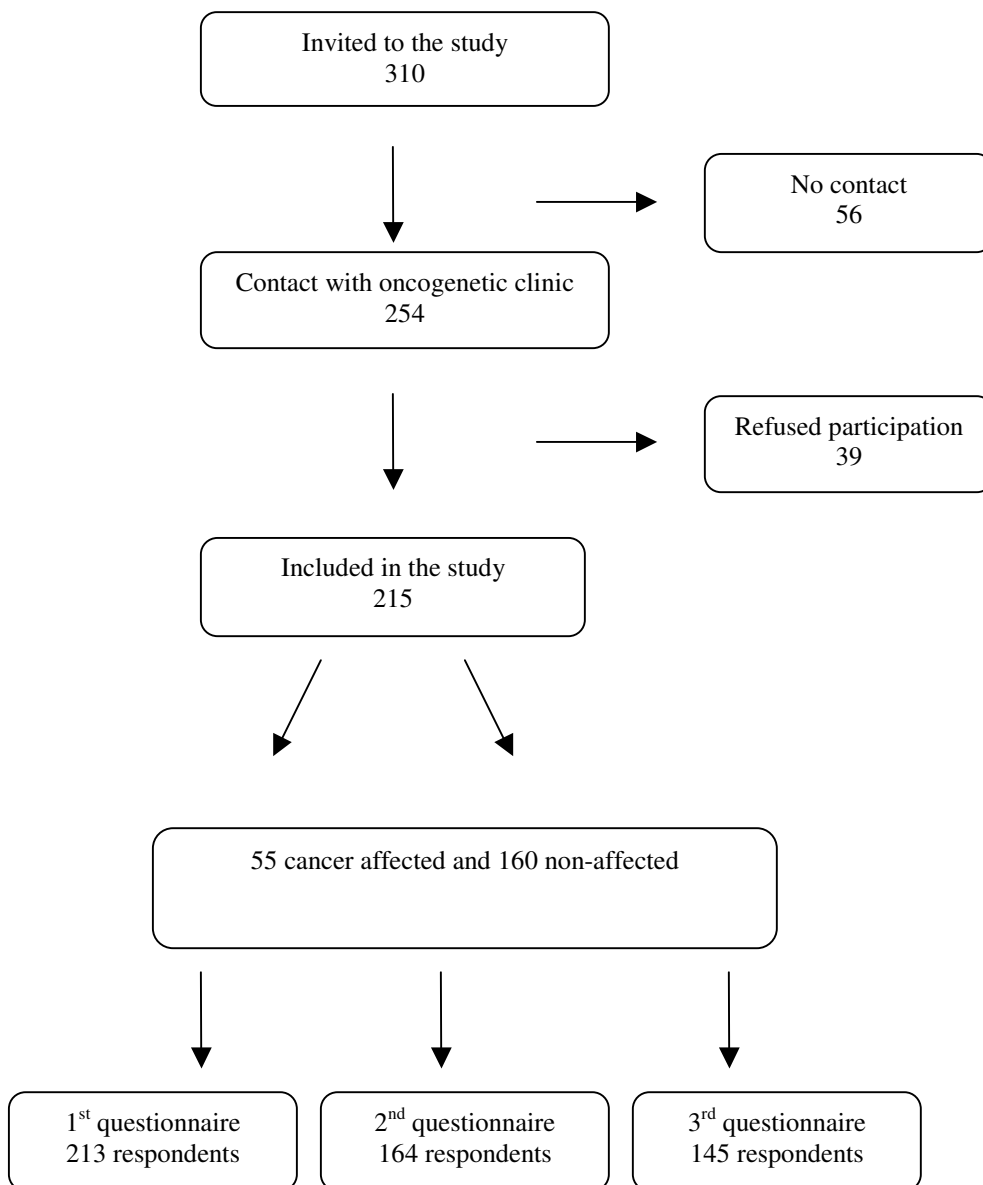 Invited to the study
310
No contact
56
Contact with oncogenetic clinic
254
Refused participation
39
Included in the study
215
55 cancer affected and 160 non-affected
1st questionnaire
213 respondents
2nd questionnaire
164 respondents
3rd questionnaire
145 respondents